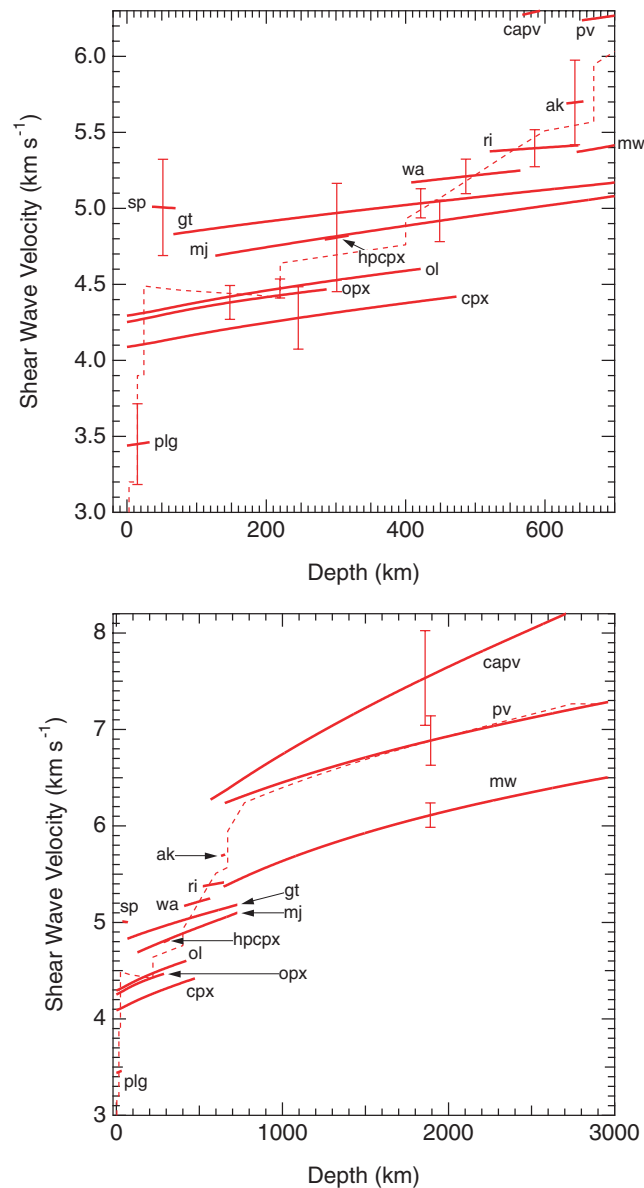 capv
pv
6.0
ak
5.5
ri
mw
wa
sp
gt
5.0
mj
hpcpx
ol
4.5
opx
cpx
4.0
plg
3.5
3.0
0
200
400
600
Shear Wave Velocity (km s⁻¹)
Depth (km)
8
capv
7
pv
mw
6
ak
ri
gt
wa
mj
sp
5
hpcpx
ol
opx
cpx
4
plg
3
0
1000
2000
3000
Shear Wave Velocity (km s⁻¹)
Depth (km)